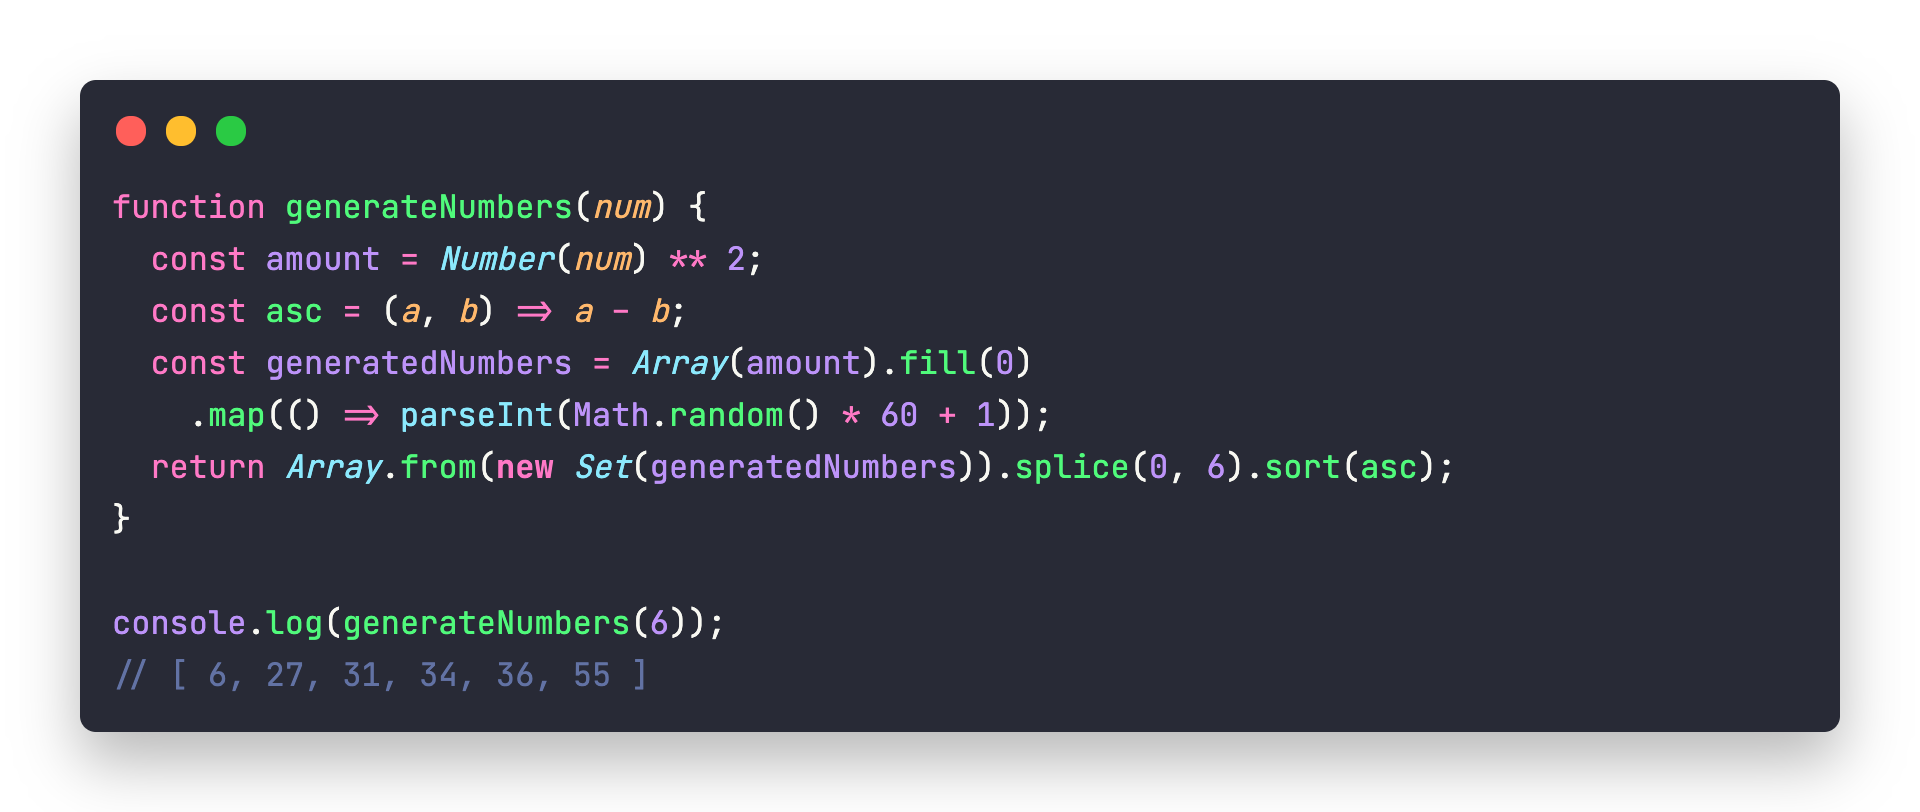 function generateNumbers(num) {
  const amount = Number(num) ** 2;
  const asc = (a, b) => a - b;
  const generatedNumbers = Array(amount).fill(0)
    .map(() => parseInt(Math.random() * 60 + 1));
  return Array.from(new Set(generatedNumbers)).splice(0, 6).sort(asc);
}

console.log(generateNumbers(6));
// [ 6, 27, 31, 34, 36, 55 ]